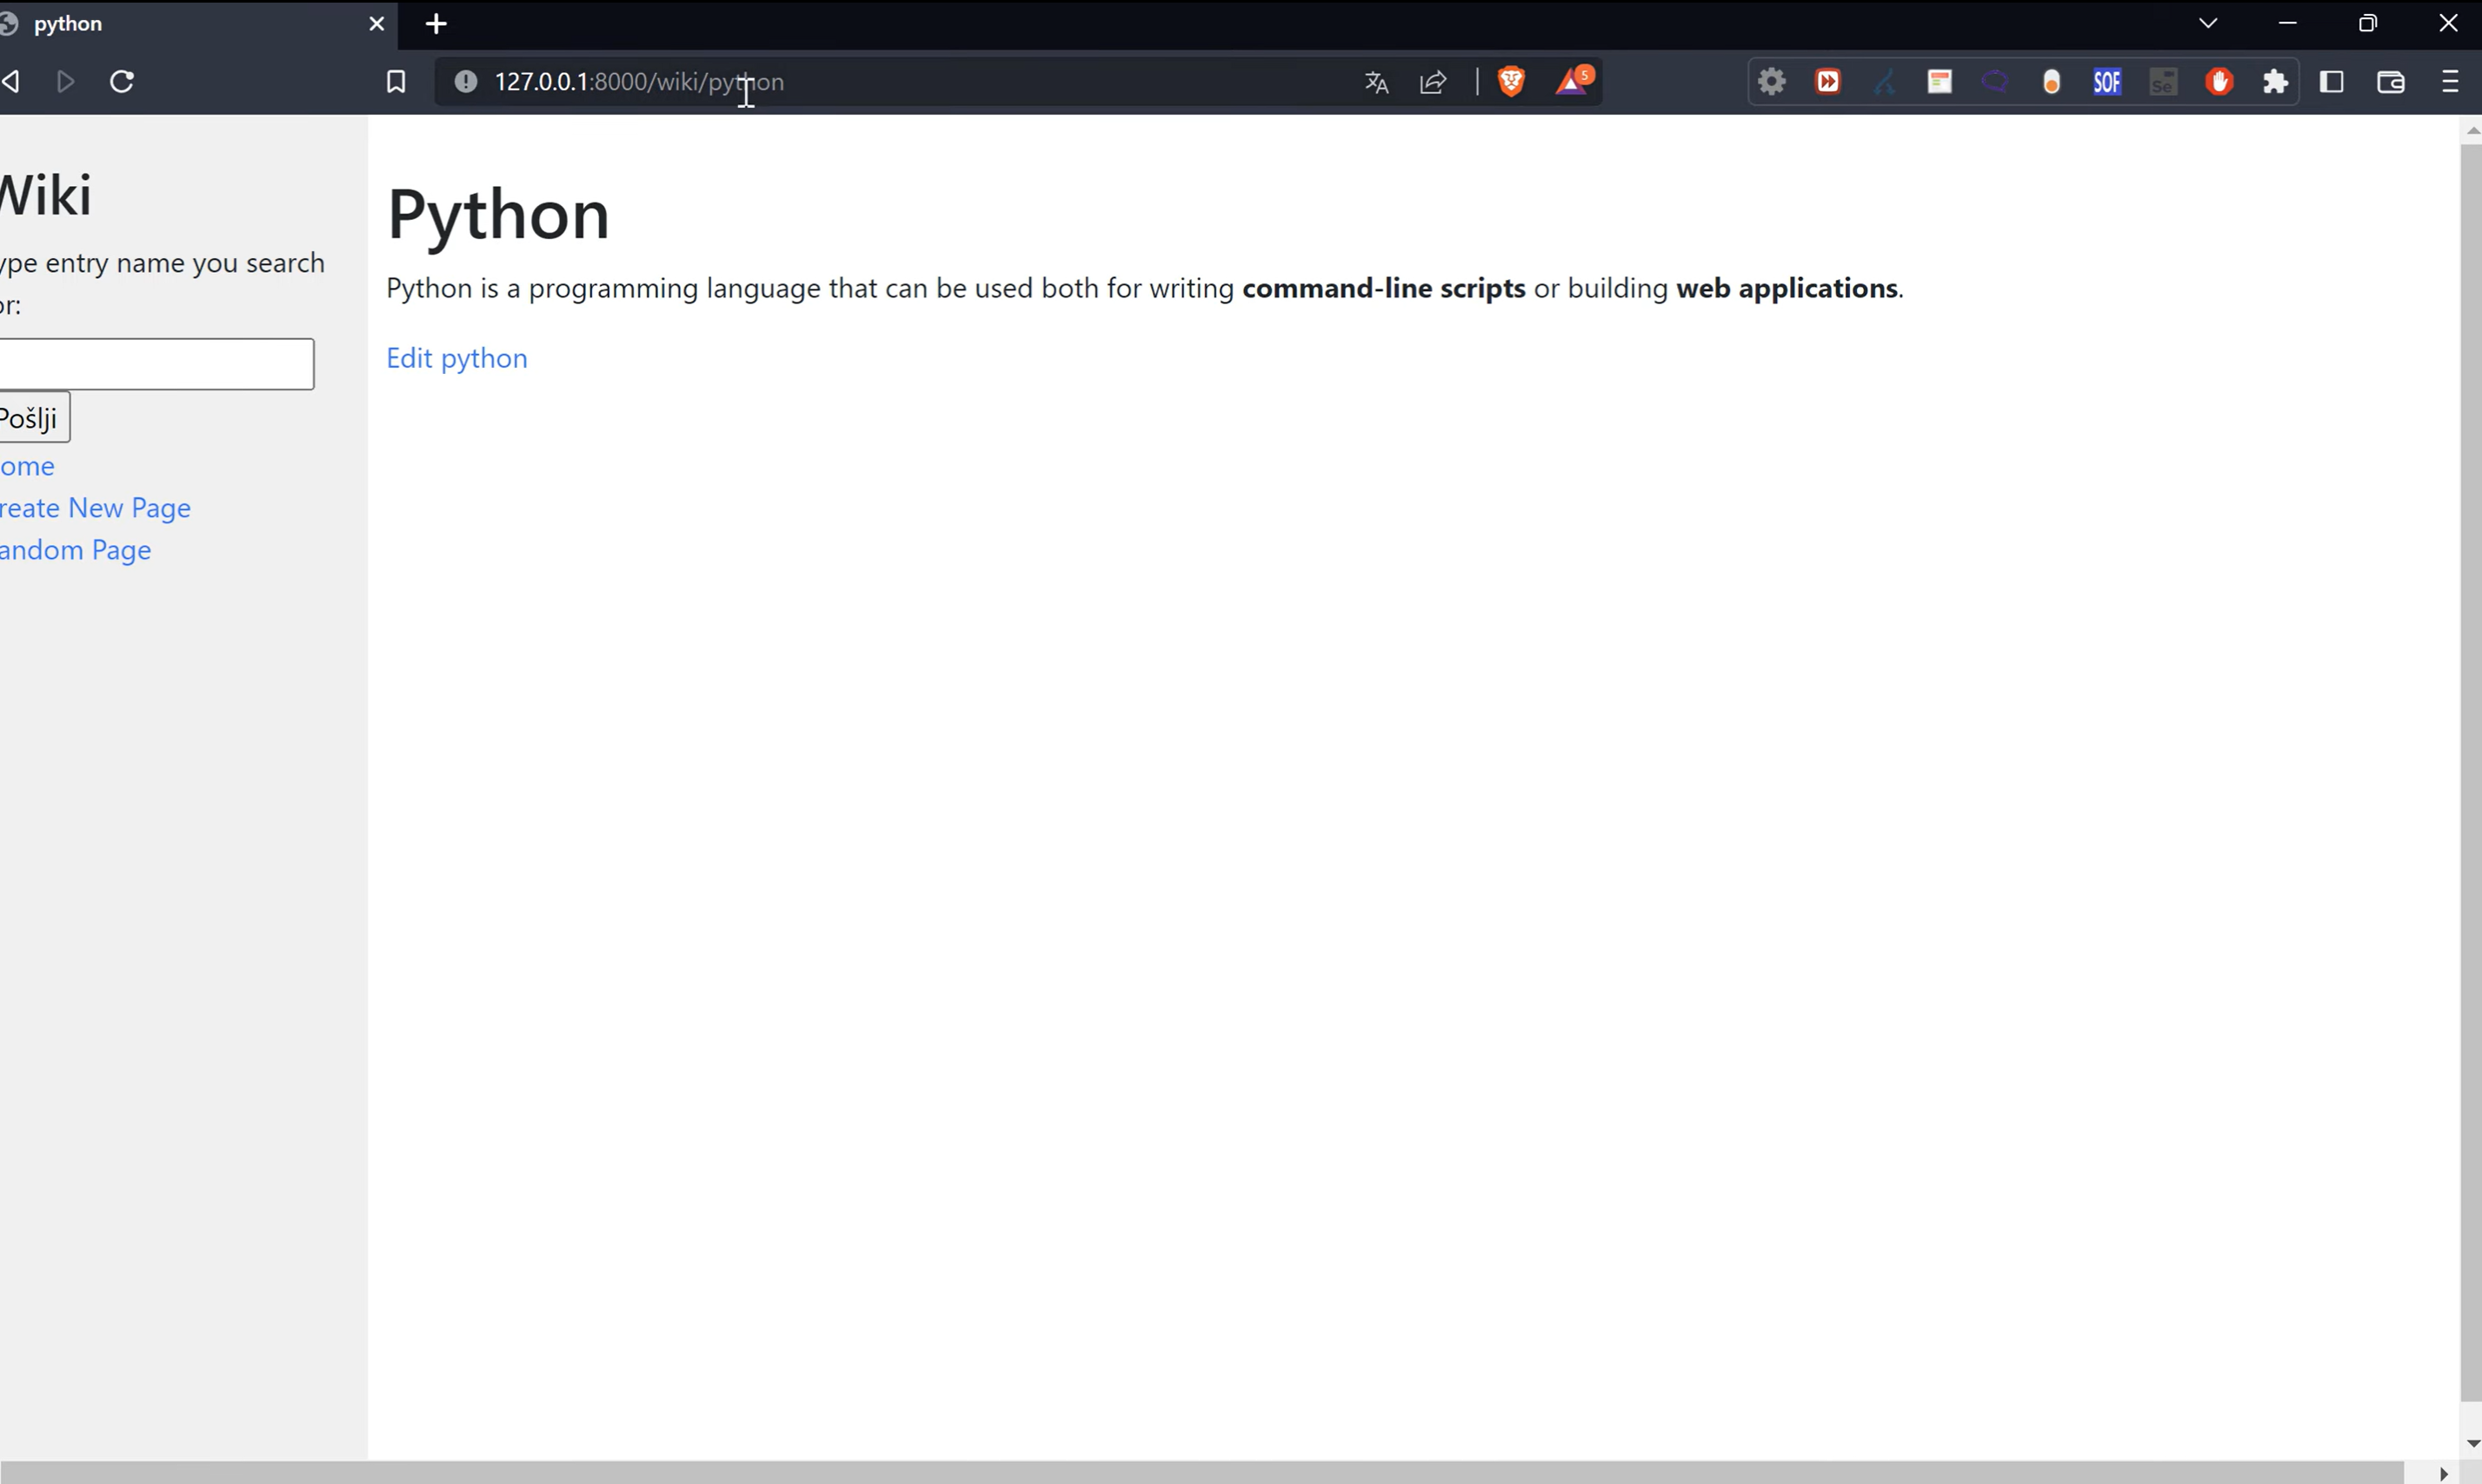 python
127.0.0.1:8000/wiki/python
5
SOF
Se
Wiki
ype entry name you search
or:
Pošlji
ome
reate New Page
andom Page
Python
Python is a programming language that can be used both for writing command-line scripts or building web applications.
Edit python